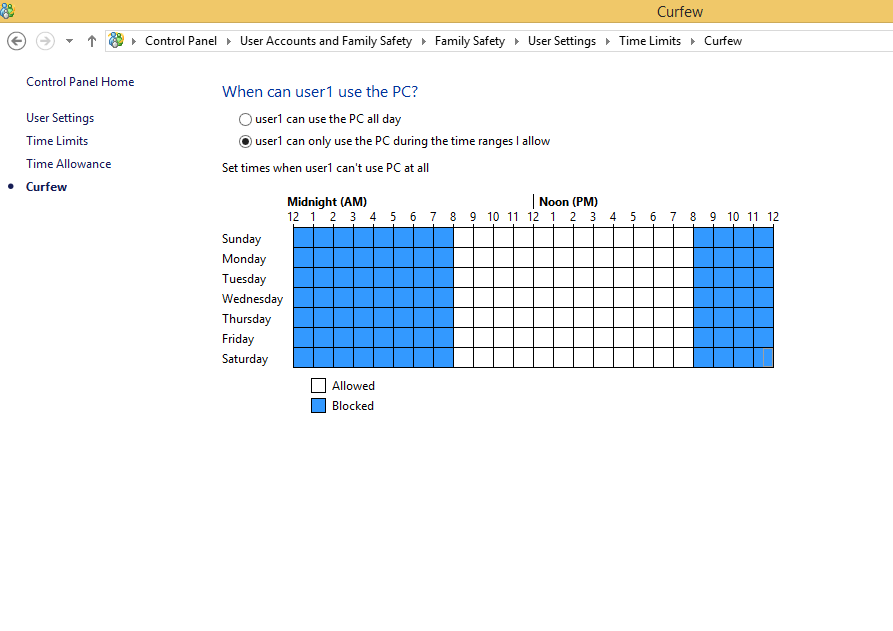 Curfew
Control Panel User Accounts and Family Safety Family Safety User Settings Time Limits Curfew
Control Panel Home
User Settings
Time Limits
Time Allowance
Curfew
When can user1 use the PC?
user1 can use the PC all day
user1 can only use the PC during the time ranges I allow
Set times when user1 can't use PC at all
Midnight (AM) Noon (PM)
12 1 2 3 4 5 6 7 8 9 10 11 12 1 2 3 4 5 6 7 8 9 10 11 12
Sunday
Monday
Tuesday
Wednesday
Thursday
Friday
Saturday
Allowed
Blocked